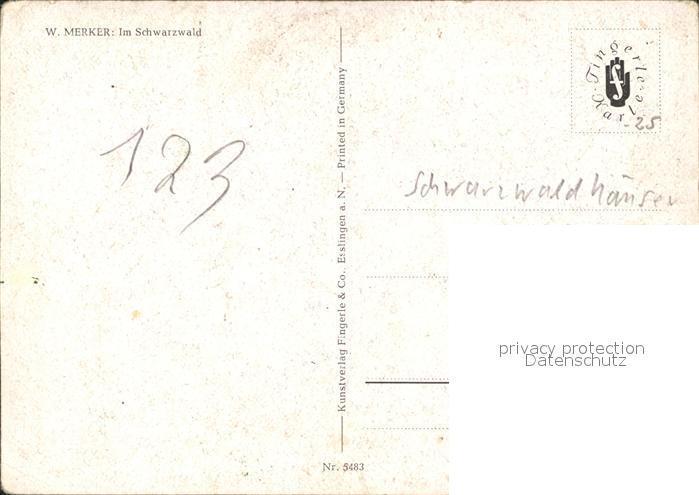 W. MERKER: Im Schwarzwald
123
Kunstverlag Fingerle & Co., Esslingen a. N. — Printed in Germany
Nr. 5483
Fingerle-Karte
-25
Schwarzwaldhäuser
privacy protection
Datenschutz